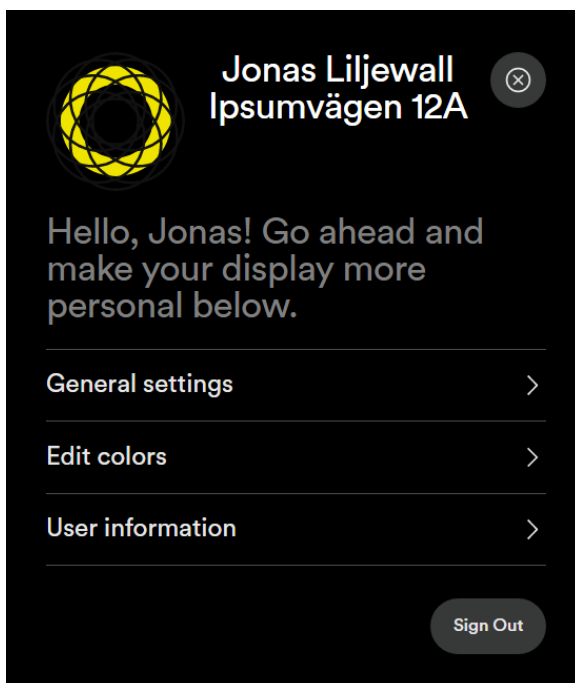 Jonas Liljewall
Ipsumvägen 12A
Hello, Jonas! Go ahead and
make your display more
personal below.
General settings
Edit colors
User information
Sign Out